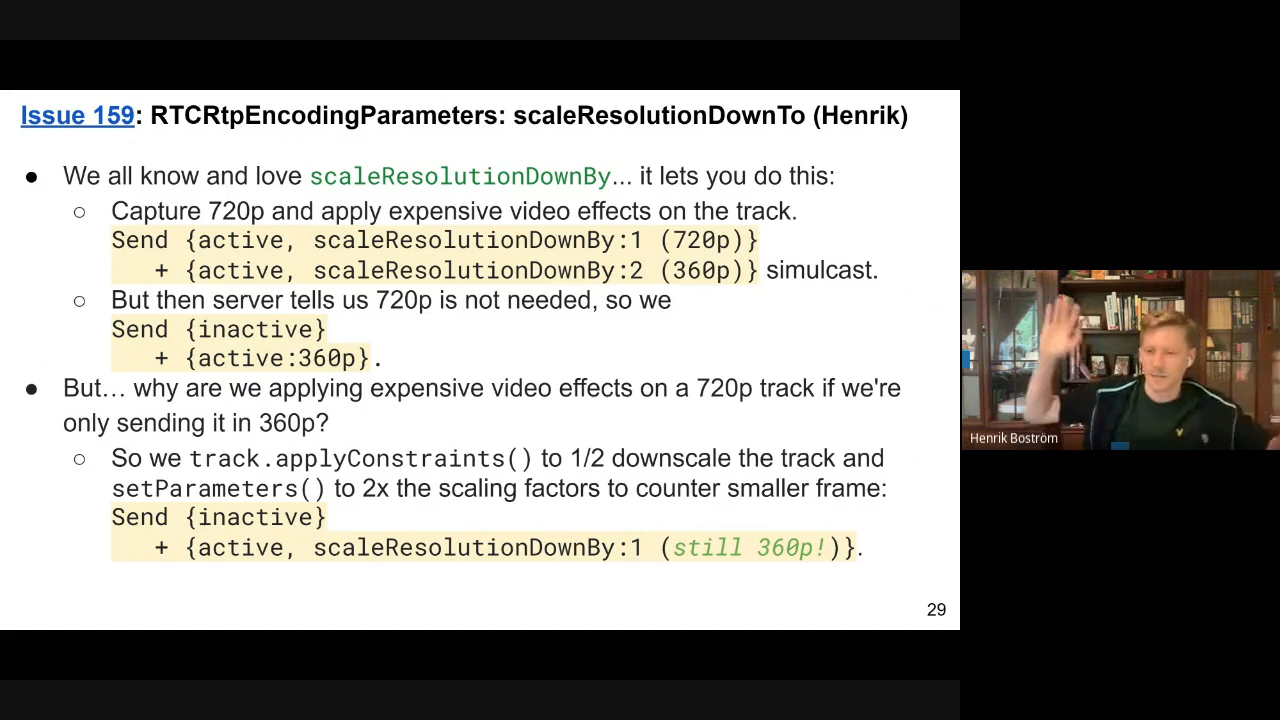 Issue 159: RTCRtpEncodingParameters: scaleResolutionDownTo (Henrik)
● We all know and love scaleResolutionDownBy... it lets you do this:
○ Capture 720p and apply expensive video effects on the track.
Send {active, scaleResolutionDownBy:1 (720p)}
+ {active, scaleResolutionDownBy:2 (360p)} simulcast.
○ But then server tells us 720p is not needed, so we
Send {inactive}
+ {active:360p}.
● But… why are we applying expensive video effects on a 720p track if we're
only sending it in 360p?
○ So we track.applyConstraints() to 1/2 downscale the track and
setParameters() to 2x the scaling factors to counter smaller frame:
Send {inactive}
+ {active, scaleResolutionDownBy:1 (still 360p!)}.
29
Henrik Boström